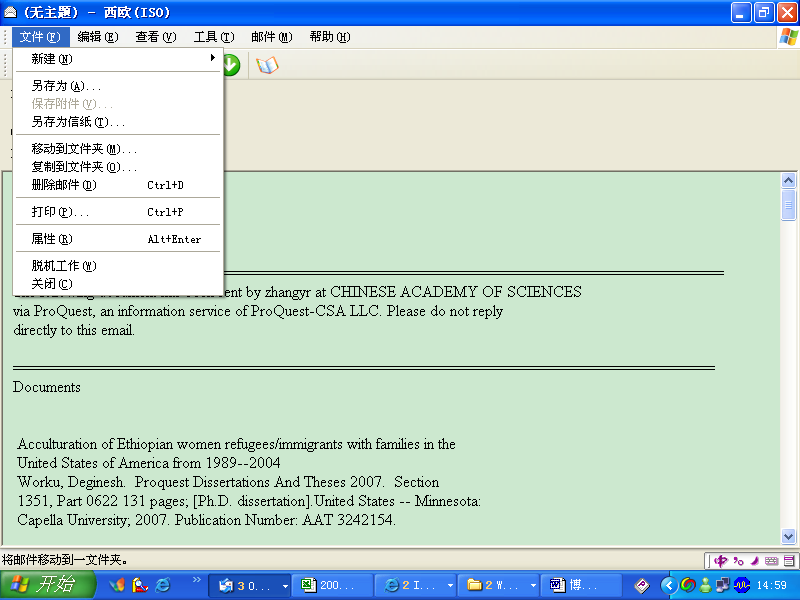 (无主题) - 西欧(ISO)
文件(F) 编辑(E) 查看(V) 工具(T) 邮件(M) 帮助(H)
新建(N)
另存为(A)...
保存附件(V)...
另存为信纸(T)...
移动到文件夹(M)...
复制到文件夹(O)...
删除邮件(D) Ctrl+D
打印(P)... Ctrl+P
属性(R) Alt+Enter
脱机工作(W)
关闭(C)
ent by zhangyr at CHINESE ACADEMY OF SCIENCES
via ProQuest, an information service of ProQuest-CSA LLC. Please do not reply
directly to this email.
Documents
Acculturation of Ethiopian women refugees/immigrants with families in the
United States of America from 1989--2004
Worku, Deginesh. Proquest Dissertations And Theses 2007. Section
1351, Part 0622 131 pages; [Ph.D. dissertation].United States -- Minnesota:
Capella University; 2007. Publication Number: AAT 3242154.
将邮件移动到一文件夹。
中
开始 3 O... 200... 2 I... 2 W... 博... 14:59